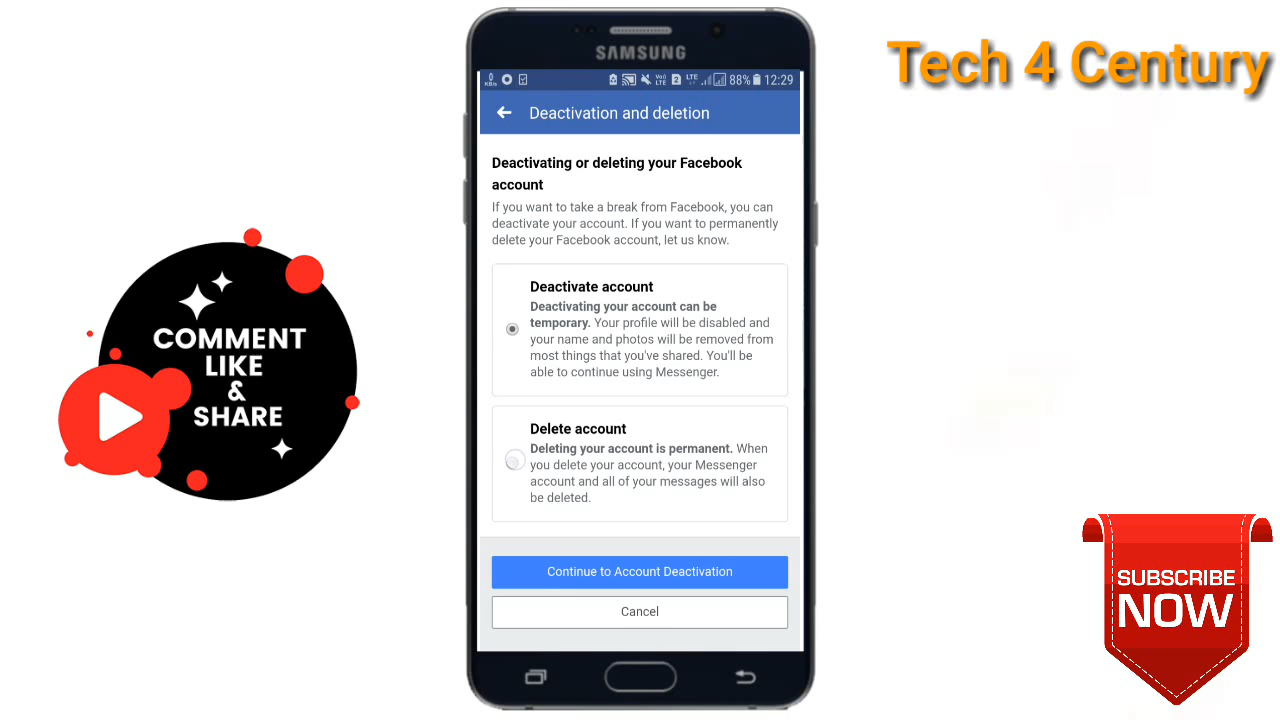 Tech 4 Century
SAMSUNG
88% 12:29
Deactivation and deletion
Deactivating or deleting your Facebook
account
If you want to take a break from Facebook, you can
deactivate your account. If you want to permanently
delete your Facebook account, let us know.
Deactivate account
Deactivating your account can be
temporary. Your profile will be disabled and
your name and photos will be removed from
most things that you've shared. You'll be
able to continue using Messenger.
Delete account
Deleting your account is permanent. When
you delete your account, your Messenger
account and all of your messages will also
be deleted.
Continue to Account Deactivation
Cancel
COMMENT
LIKE
&
SHARE
SUBSCRIBE
NOW